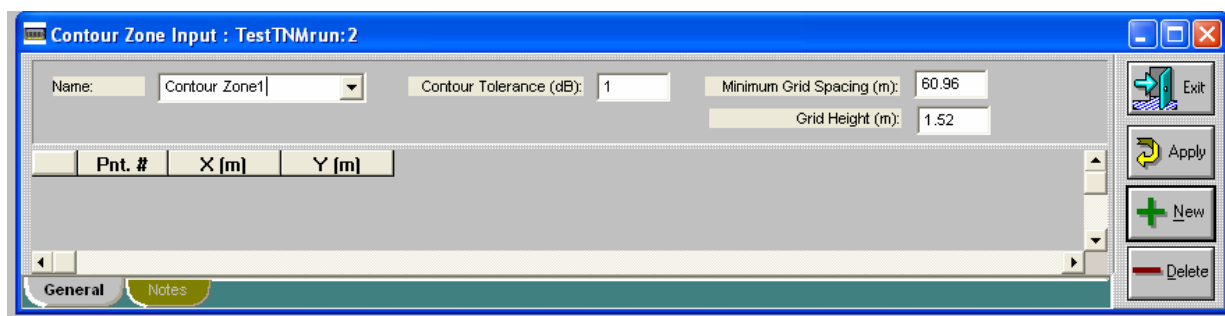 Contour Zone Input : TestTNMrun:2
Name: Contour Zone1 Contour Tolerance (dB): 1 Minimum Grid Spacing (m): 60.96
Grid Height (m): 1.52
Pnt. # X (m) Y (m)
General Notes
Exit
Apply
New
Delete